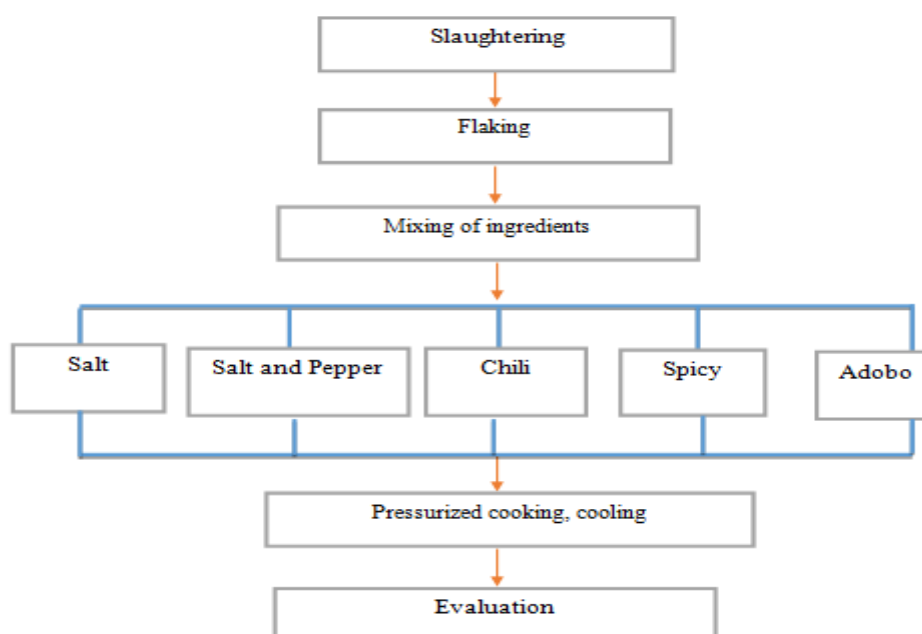 Slaughtering
Flaking
Mixing of ingredients
Salt
Salt and Pepper
Chili
Spicy
Adobo
Pressurized cooking, cooling
Evaluation